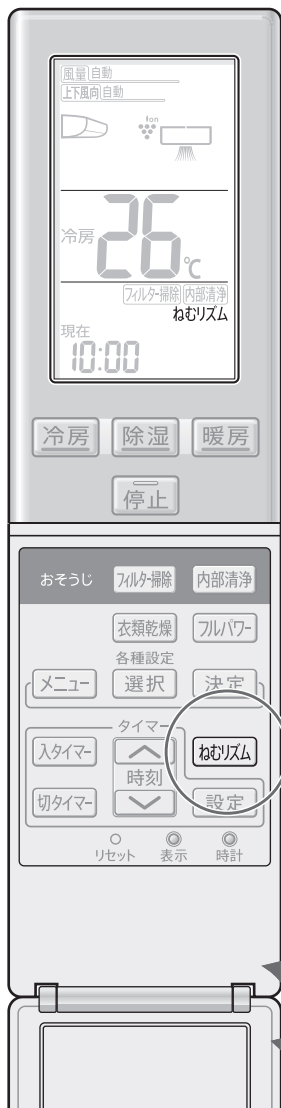 風量 自動
上下風向 自動
Ion
冷房 26℃
フィルター掃除 内部清浄
ねむリズム
現在
10:00
冷房 除湿 暖房
停止
おそうじ フィルター掃除 内部清浄
衣類乾燥 フルパワー
各種設定
メニュー 選択 決定
タイマー
入タイマー ねむリズム
時刻
切タイマー 設定
リセット 表示 時計